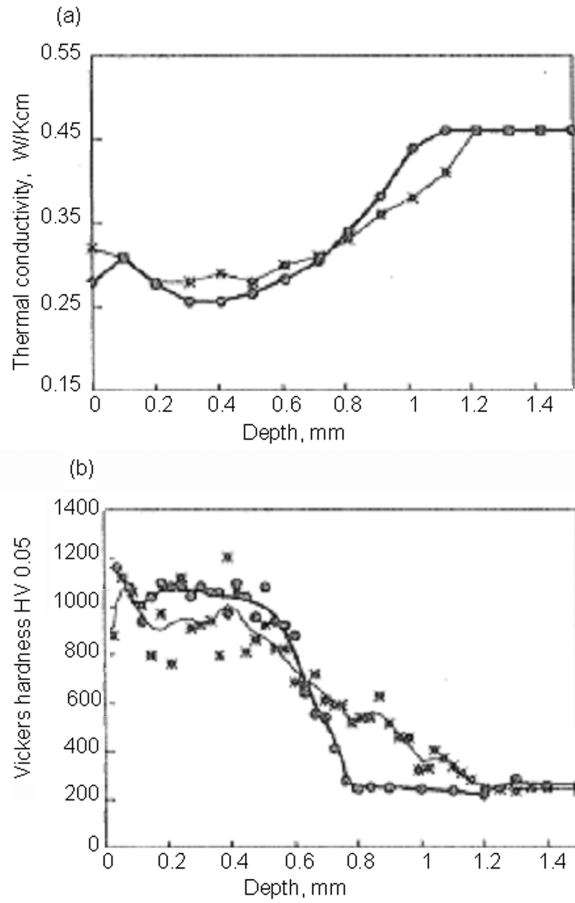 (a)
Thermal conductivity, W/Kcm
0.55
0.45
0.35
0.25
0.15
0 0.2 0.4 0.6 0.8 1.0 1.2 1.4
Depth, mm
(b)
Vickers hardness HV 0.05
1400
1200
1000
800
600
400
200
0
0 0.2 0.4 0.6 0.8 1 1.2 1.4
Depth, mm